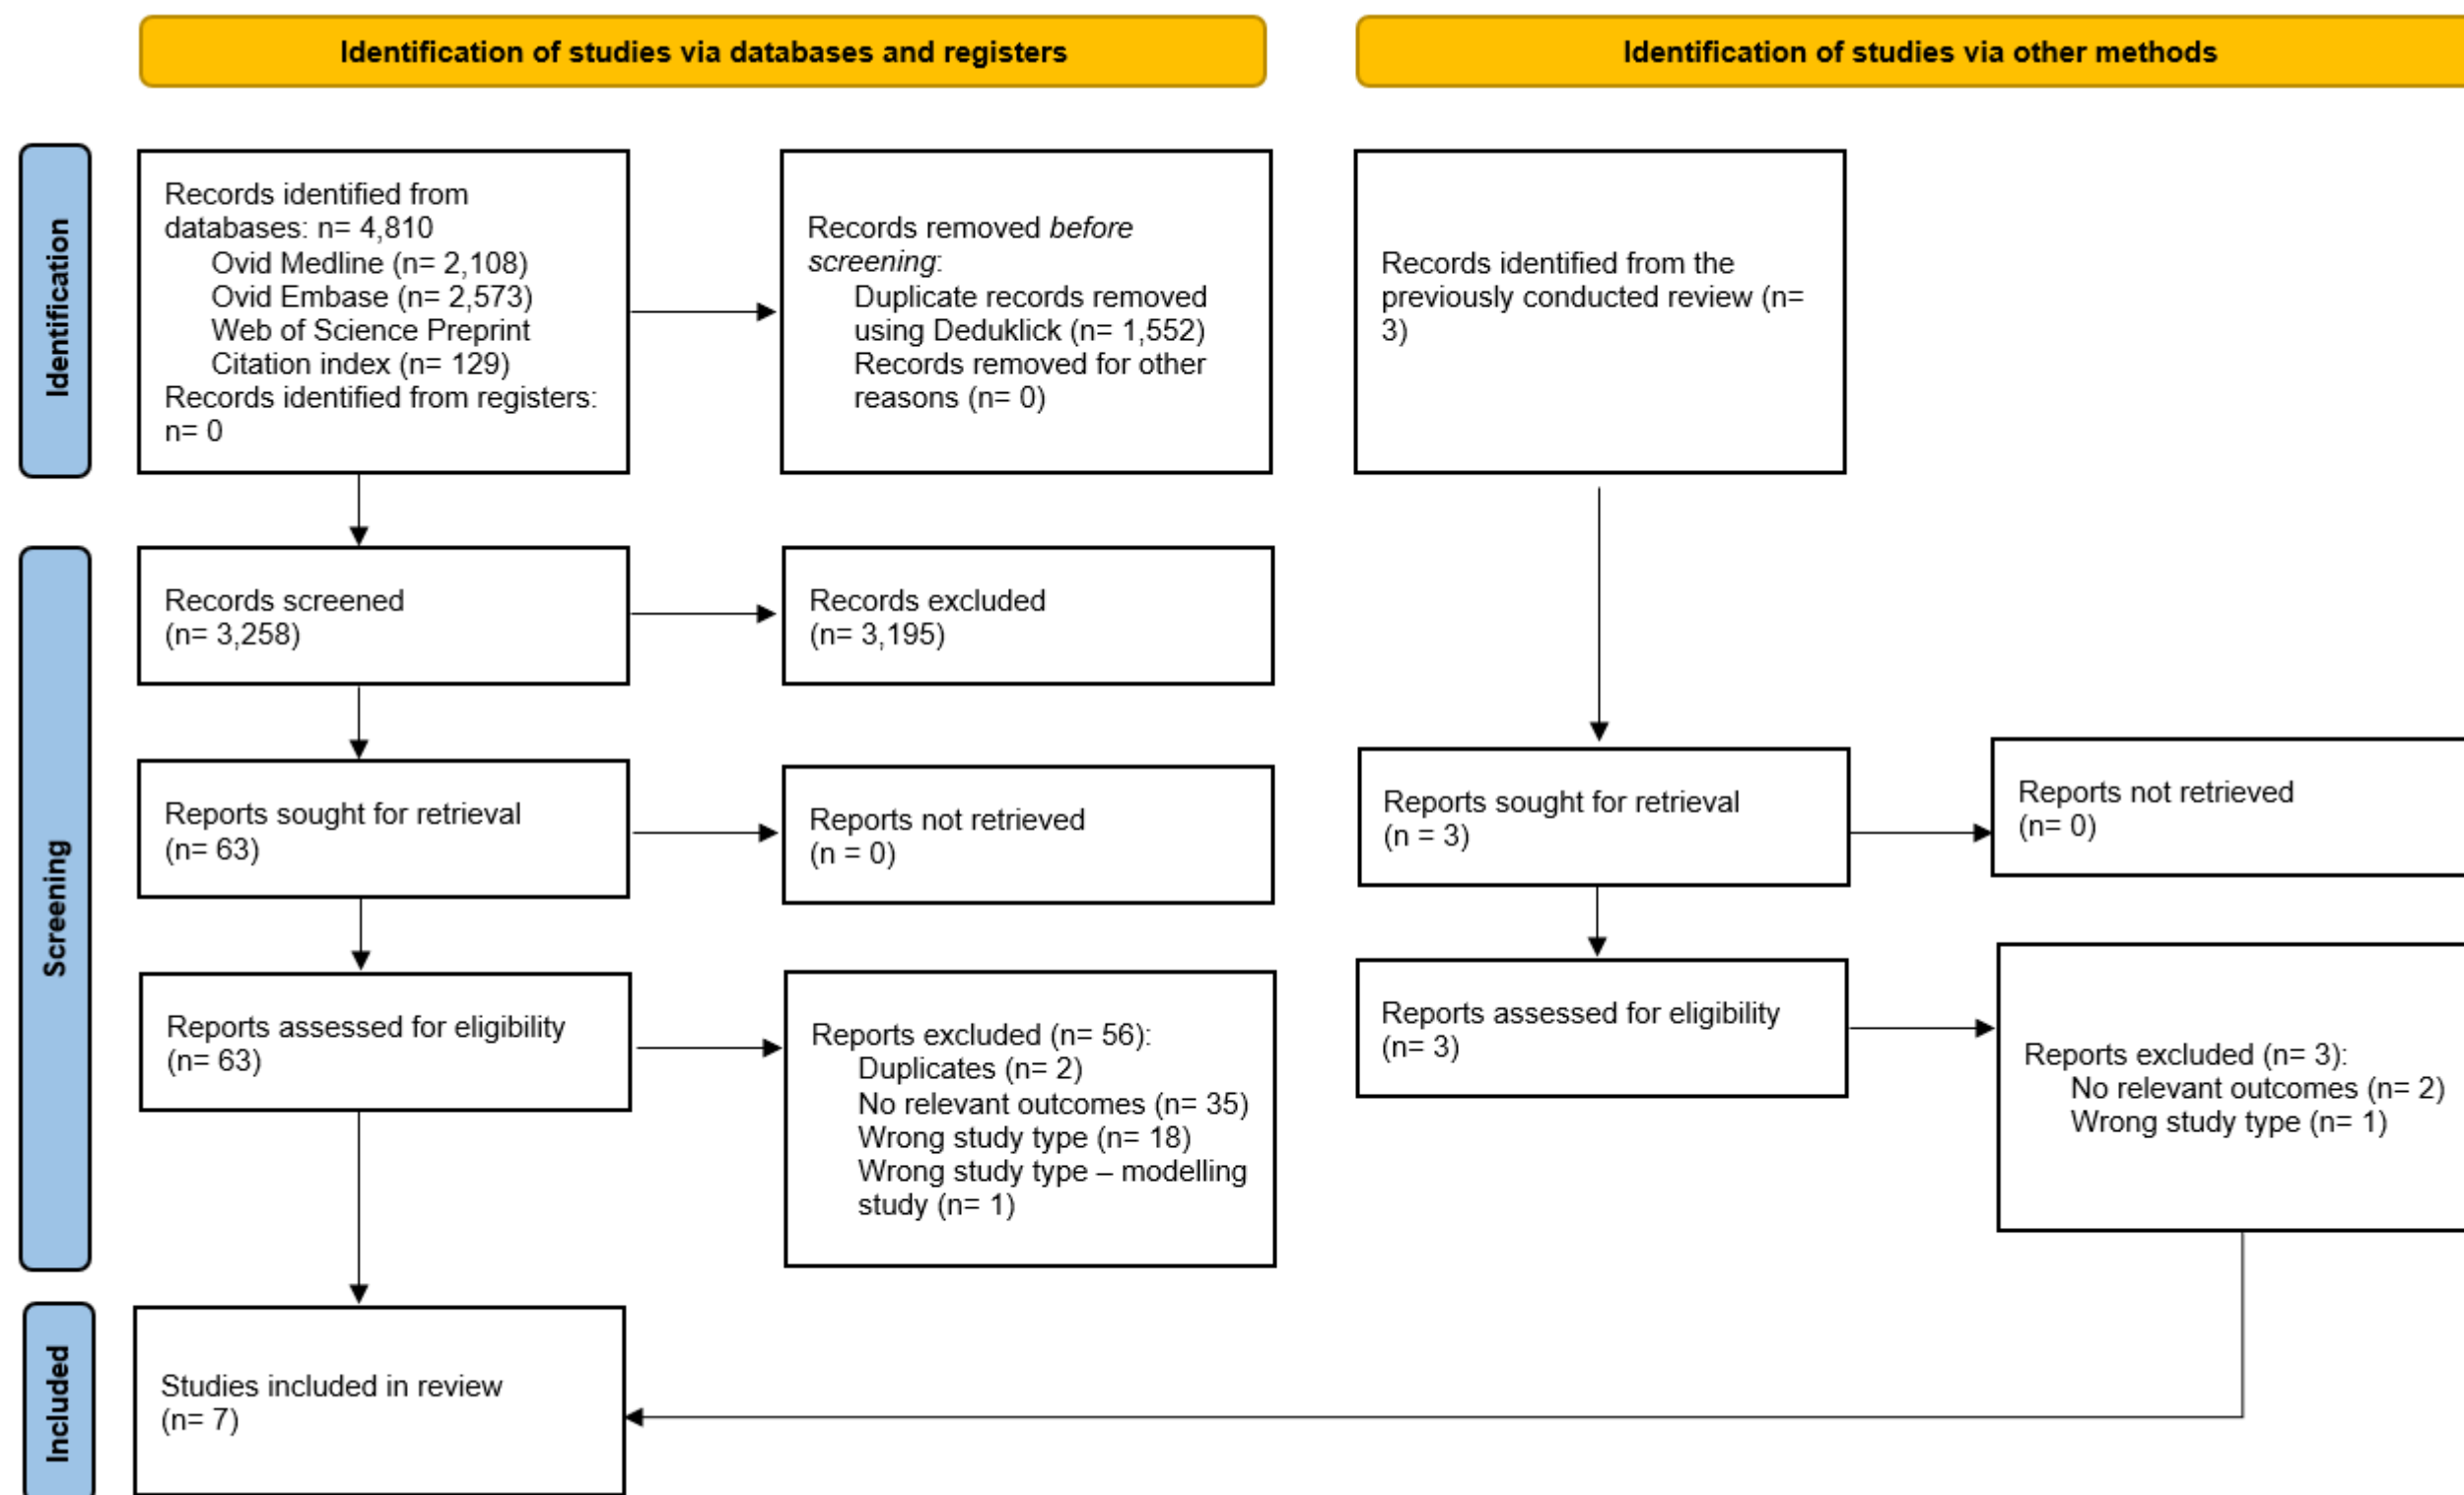 Identification of studies via databases and registers
Identification of studies via other methods
Identification
Records identified from
databases: n= 4,810
Ovid Medline (n= 2,108)
Ovid Embase (n= 2,573)
Web of Science Preprint
Citation index (n= 129)
Records identified from registers:
n= 0
Records removed before
screening:
Duplicate records removed
using Deduklick (n= 1,552)
Records removed for other
reasons (n= 0)
Records identified from the
previously conducted review (n=
3)
Screening
Records screened
(n= 3,258)
Records excluded
(n= 3,195)
Reports sought for retrieval
(n= 63)
Reports not retrieved
(n = 0)
Reports sought for retrieval
(n = 3)
Reports not retrieved
(n= 0)
Reports assessed for eligibility
(n= 63)
Reports excluded (n= 56):
Duplicates (n= 2)
No relevant outcomes (n= 35)
Wrong study type (n= 18)
Wrong study type – modelling
study (n= 1)
Reports assessed for eligibility
(n= 3)
Reports excluded (n= 3):
No relevant outcomes (n= 2)
Wrong study type (n= 1)
Included
Studies included in review
(n= 7)